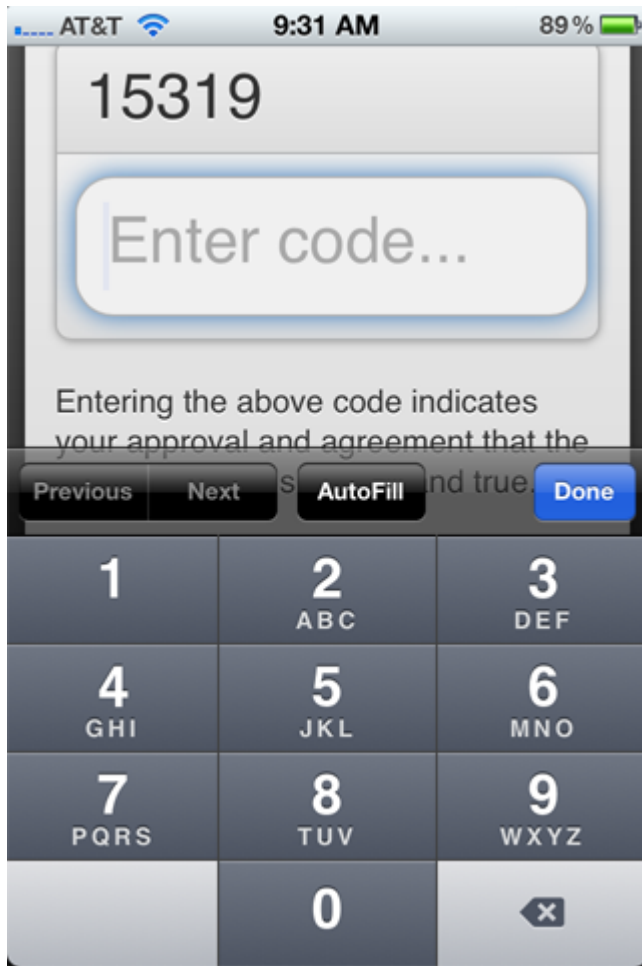 AT&T 9:31 AM 89%
15319
Enter code...
Entering the above code indicates
your approval and agreement that the
Previous Next s AutoFill nd true. Done
1 2 3
ABC DEF
4 5 6
GHI JKL MNO
7 8 9
PQRS TUV WXYZ
0